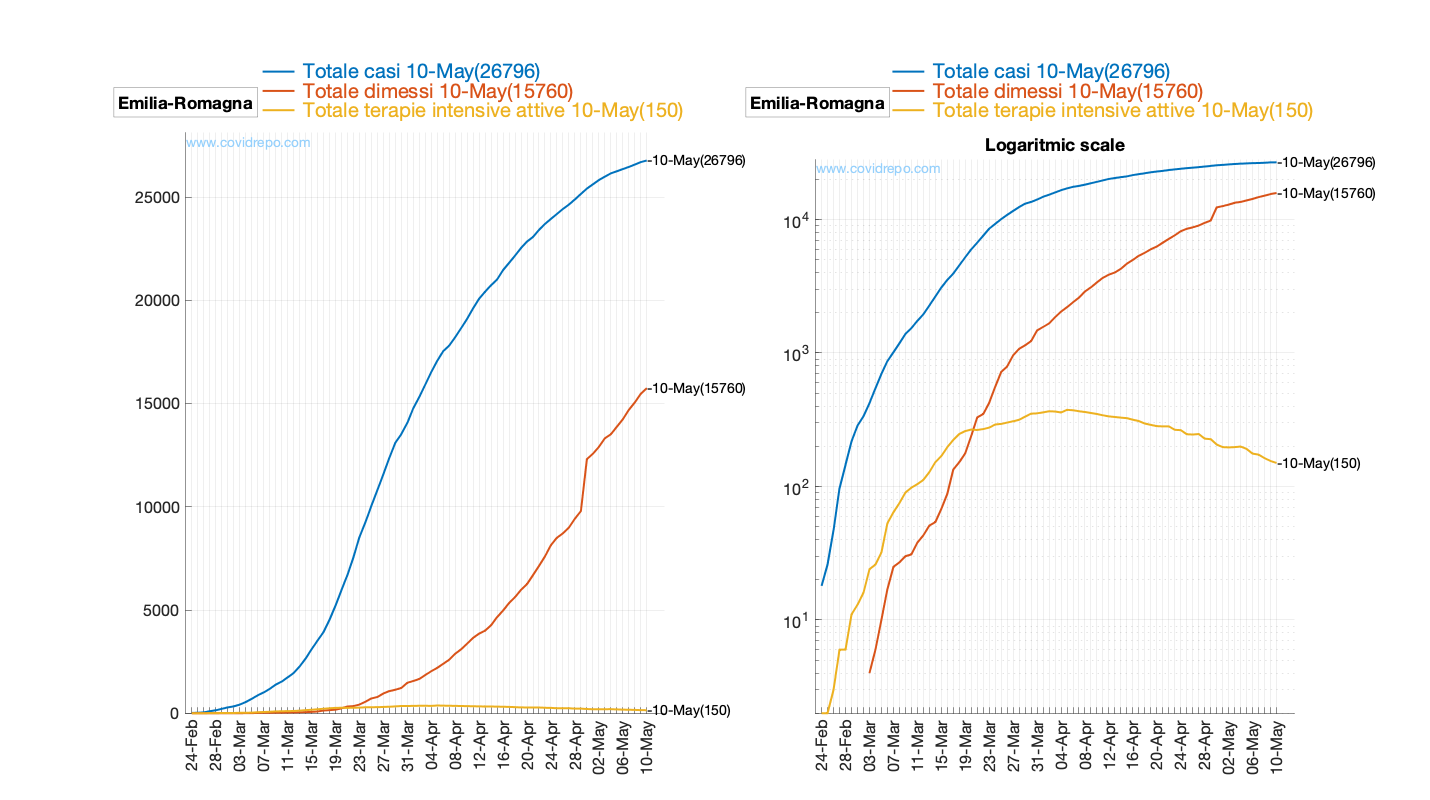 Totale casi 10-May(26796)
Totale dimessi 10-May(15760)
Totale terapie intensive attive 10-May(150)
Emilia-Romagna
www.covidrepo.com
25000
20000
15000
10000
5000
0
-10-May(26796)
-10-May(15760)
-10-May(150)
24-Feb
28-Feb
03-Mar
07-Mar
11-Mar
15-Mar
19-Mar
23-Mar
27-Mar
31-Mar
04-Apr
08-Apr
12-Apr
16-Apr
20-Apr
24-Apr
28-Apr
02-May
06-May
10-May
Totale casi 10-May(26796)
Totale dimessi 10-May(15760)
Totale terapie intensive attive 10-May(150)
Emilia-Romagna
Logaritmic scale
www.covidrepo.com
10^4
10^3
10^2
10^1
-10-May(26796)
-10-May(15760)
-10-May(150)
24-Feb
28-Feb
03-Mar
07-Mar
11-Mar
15-Mar
19-Mar
23-Mar
27-Mar
31-Mar
04-Apr
08-Apr
12-Apr
16-Apr
20-Apr
24-Apr
28-Apr
02-May
06-May
10-May